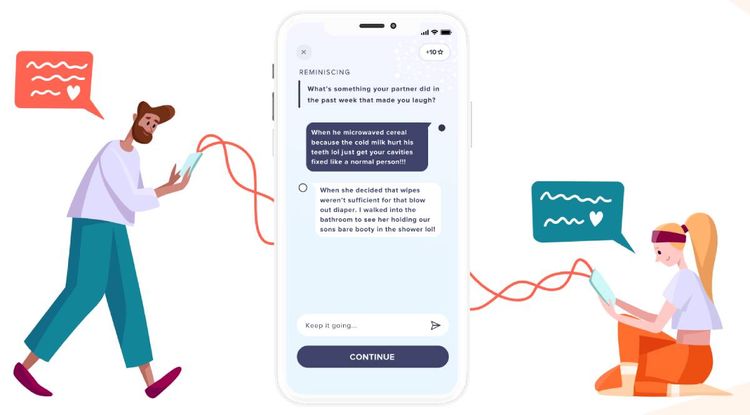 +10☆
REMINISCING
What's something your partner did in
the past week that made you laugh?
When he microwaved cereal
because the cold milk hurt his
teeth lol just get your cavities
fixed like a normal person!!!
When she decided that wipes
weren't sufficient for that blow
out diaper. I walked into the
bathroom to see her holding our
sons bare booty in the shower lol!
Keep it going...
CONTINUE